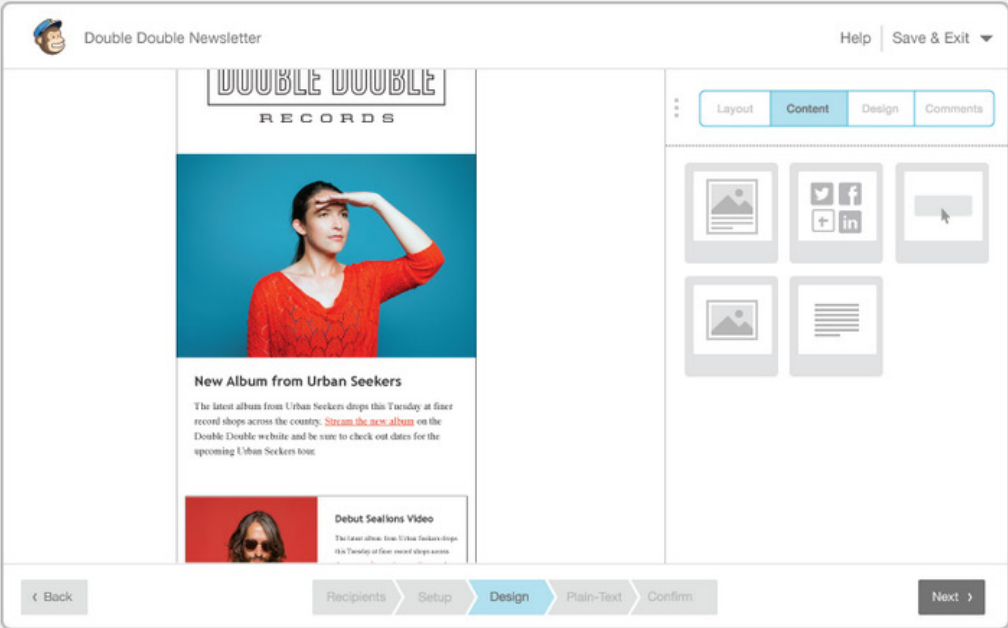 Double Double Newsletter
Help
Save & Exit
DOUBLE DOUBLE
RECORDS
Layout
Content
Design
Comments
New Album from Urban Seekers
The latest album from Urban Seekers drops this Tuesday at finer
record shops across the country. Stream the new album on the
Double Double website and be sure to check out dates for the
upcoming Urban Seekers tour.
Debut Sealions Video
The latest album from Urban Seekers drops
this Tuesday at finer record shops across
‹ Back
Recipients
Setup
Design
Plain-Text
Confirm
Next ›